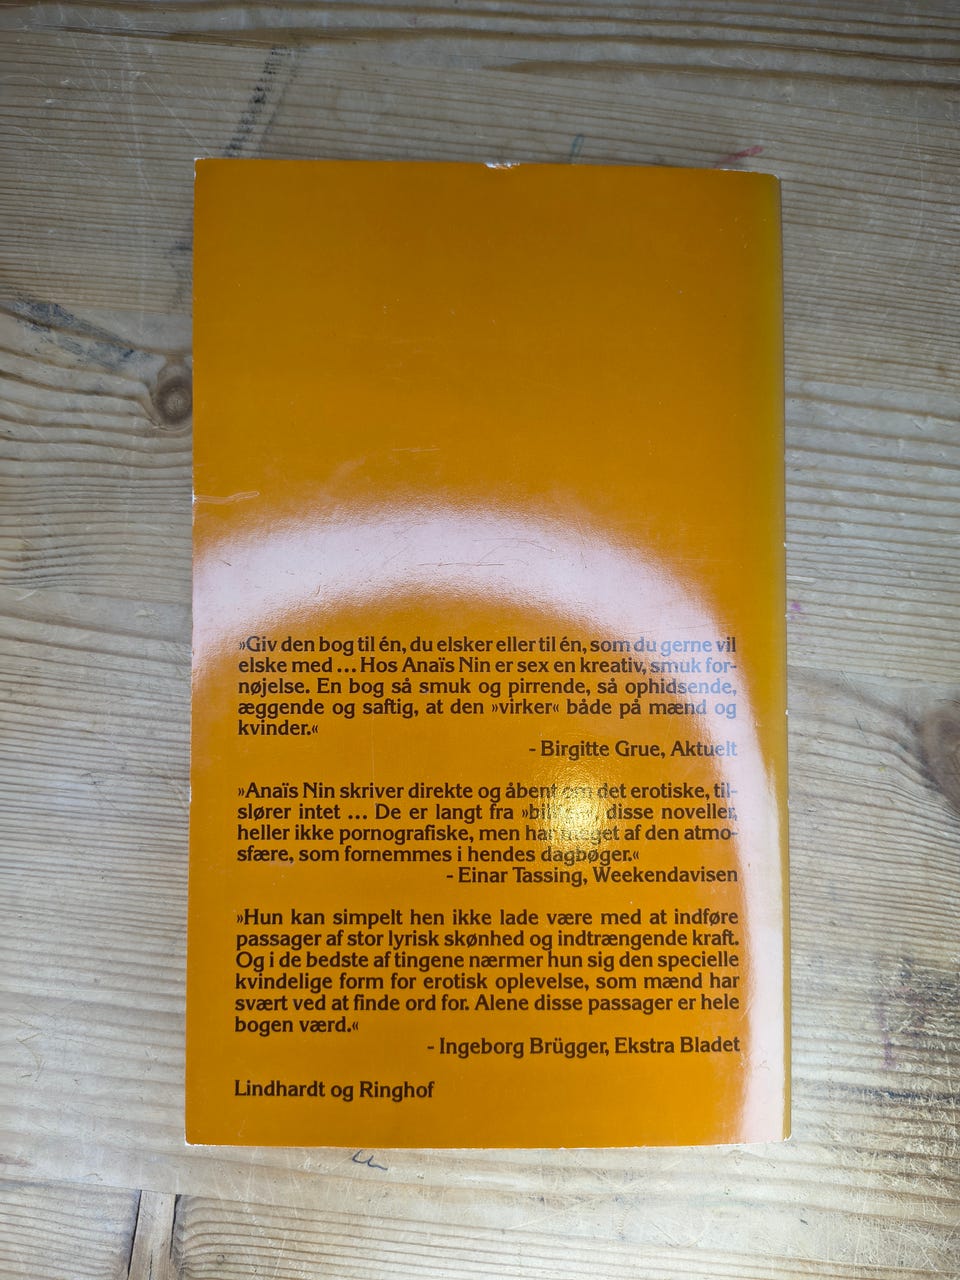 »Giv den bog til én, du elsker eller til én, som du gerne vil
elske med ... Hos Anaïs Nin er sex en kreativ, smuk for-
nøjelse. En bog så smuk og pirrende, så ophidsende,
æggende og saftig, at den »virker« både på mænd og
kvinder.«
- Birgitte Grue, Aktuelt
»Anaïs Nin skriver direkte og åbent om det erotiske, til-
slører intet ... De er langt fra disse noveller,
heller ikke pornografiske, men har meget af den atmo-
sfære, som fornemmes i hendes dagbøger.«
- Einar Tassing, Weekendavisen
»Hun kan simpelt hen ikke lade være med at indføre
passager af stor lyrisk skønhed og indtrængende kraft.
Og i de bedste af tingene nærmer hun sig den specielle
kvindelige form for erotisk oplevelse, som mænd har
svært ved at finde ord for. Alene disse passager er hele
bogen værd.«
- Ingeborg Brügger, Ekstra Bladet
Lindhardt og Ringhof